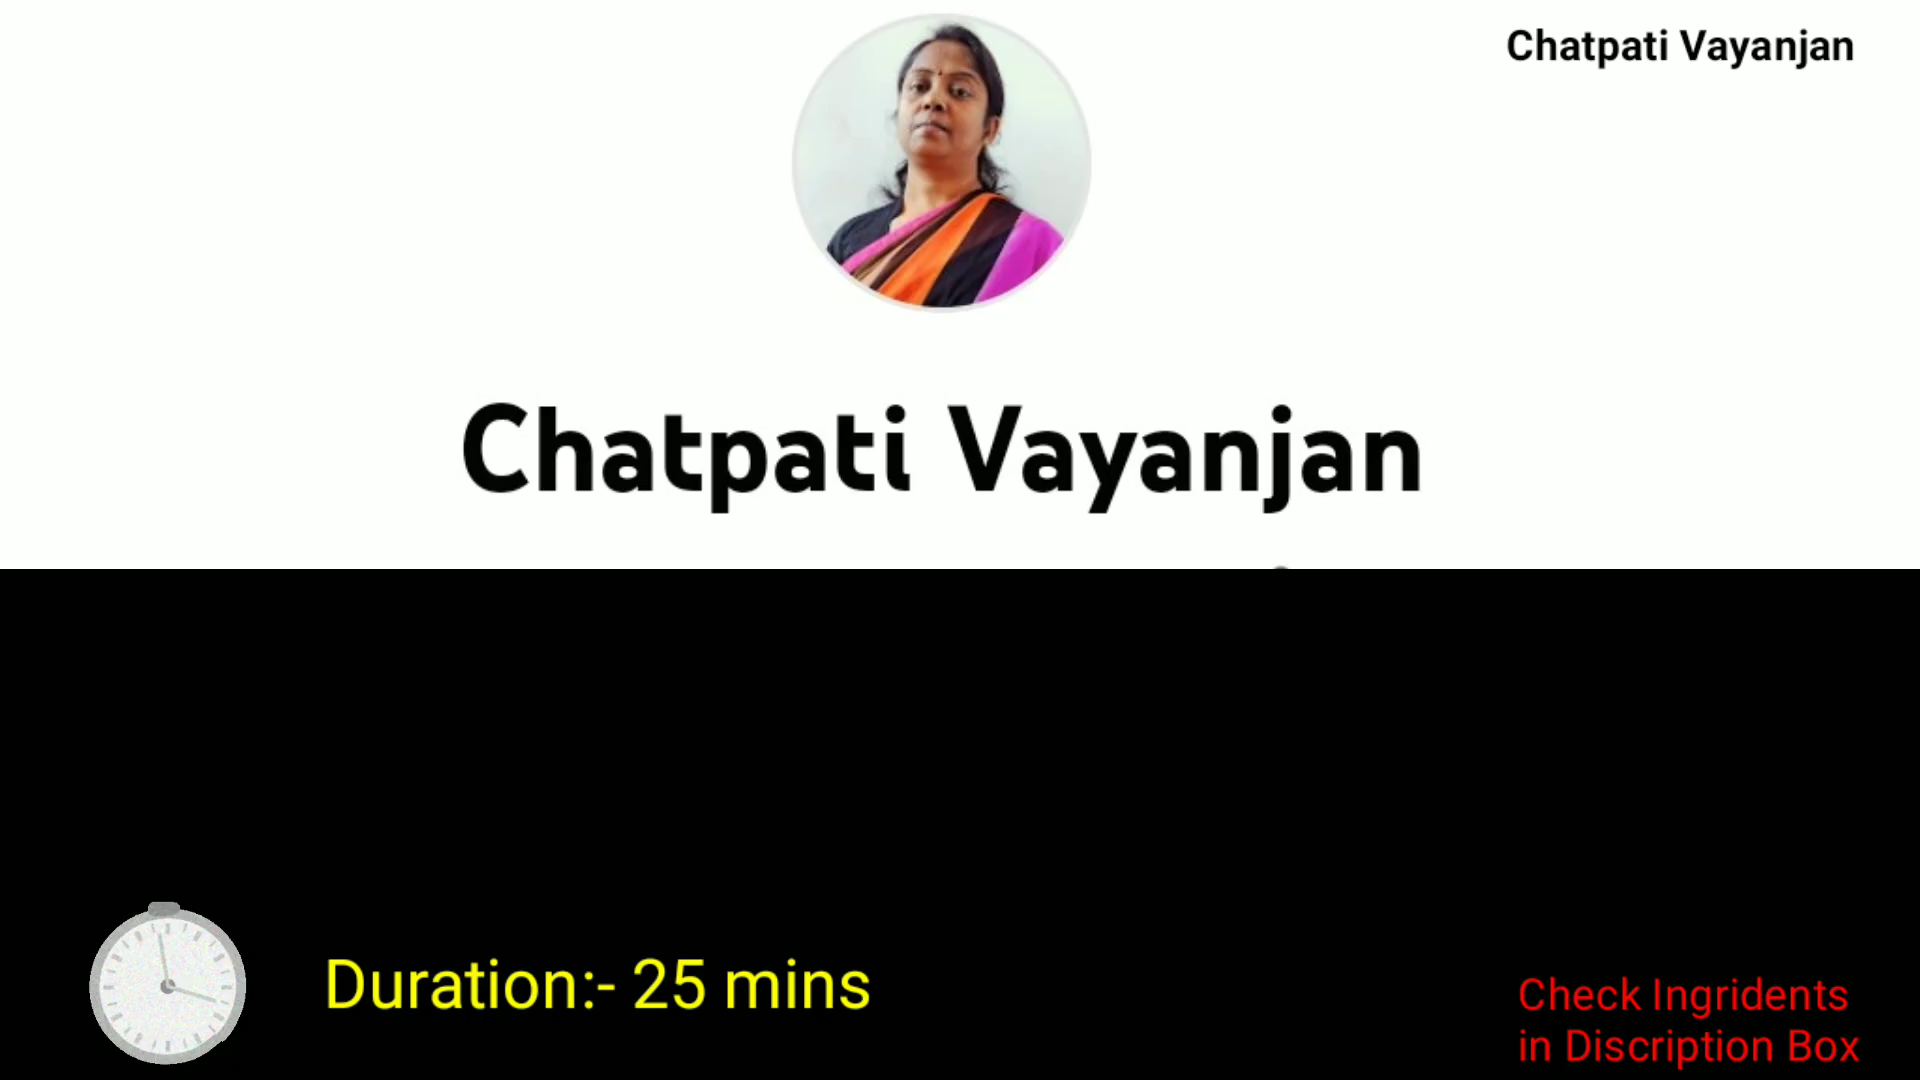 Chatpati Vayanjan
Chatpati Vayanjan
Duration:- 25 mins
Check Ingridents
in Discription Box